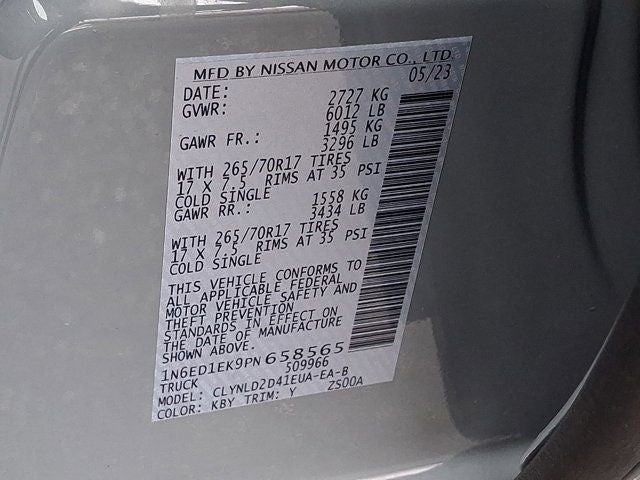 MFD BY NISSAN MOTOR CO., LTD.
DATE: 05/23
GVWR: 2727 KG
6012 LB
GAWR FR.: 1495 KG
3296 LB
WITH 265/70R17 TIRES
17 X 7.5 RIMS AT 35 PSI
COLD SINGLE
GAWR RR.: 1558 KG
3434 LB
WITH 265/70R17 TIRES
17 X 7.5 RIMS AT 35 PSI
COLD SINGLE
THIS VEHICLE CONFORMS TO
ALL APPLICABLE FEDERAL
MOTOR VEHICLE SAFETY AND
THEFT PREVENTION
STANDARDS IN EFFECT ON
THE DATE OF MANUFACTURE
SHOWN ABOVE.
1N6ED1EK9PN658565
TRUCK 509966
MODEL: CLYNLD2D41EUA-EA-B
COLOR: KBY TRIM: Y ZS00A